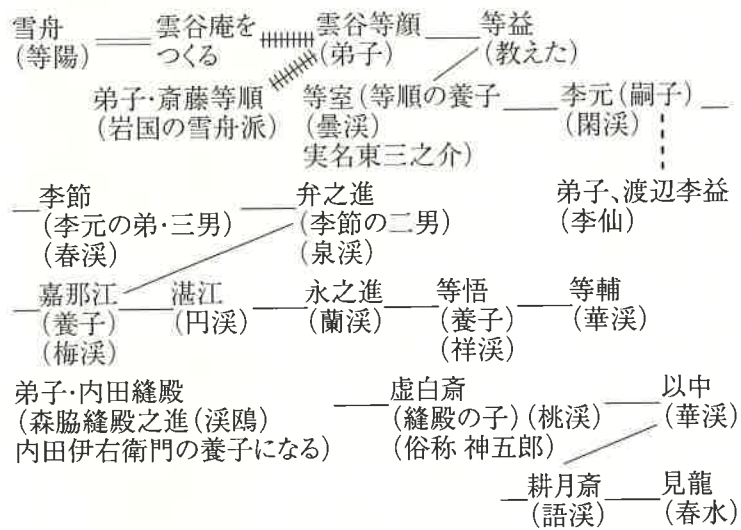 雪舟 雲谷庵を 雲谷等顔 等益
(等陽) つくる (弟子) (教えた)
弟子・斎藤等順 等室(等順の養子 李元(嗣子)
(岩国の雪舟派) (曇渓) (閑渓)
実名東三之介)
李節 弁之進 弟子、渡辺李益
(李元の弟・三男) (李節の二男) (李仙)
(春渓) (泉渓)
嘉那江 湛江 永之進 等悟 等輔
(養子) (円渓) (蘭渓) (養子) (華渓)
(梅渓) (祥渓)
弟子・内田縫殿 虚白斎 以中
(森脇縫殿之進(渓鴎) (縫殿の子)(桃渓) (華渓)
内田伊右衛門の養子になる) (俗称 神五郎)
耕月斎 見龍
(語渓) (春水)